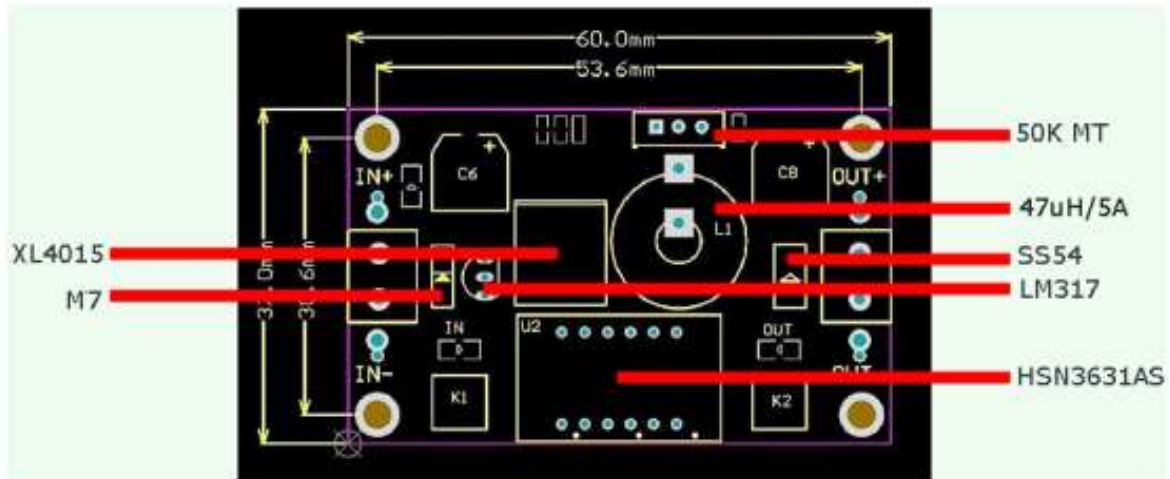 60.0mm
53.6mm
50K MT
C6
C8
IN+
OUT+
47uH/5A
L1
XL4015
SS54
M7
LM317
U2
IN
OUT
IN-
HSN3631AS
K1
K2